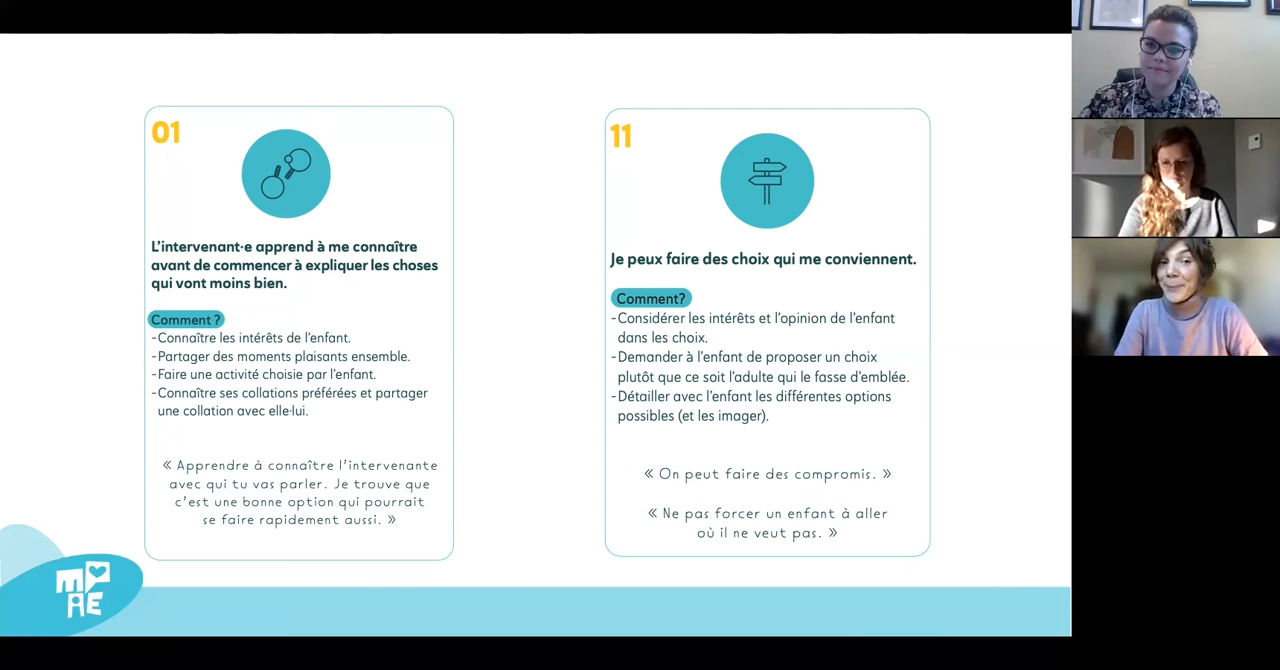 01
L'intervenant·e apprend à me connaître
avant de commencer à expliquer les choses
qui vont moins bien.
Comment ?
-Connaître les intérêts de l'enfant.
-Partager des moments plaisants ensemble.
-Faire une activité choisie par l'enfant.
-Connaître ses collations préférées et partager
une collation avec elle·lui.
« Apprendre à connaître l'intervenante
avec qui tu vas parler. Je trouve que
c'est une bonne option qui pourrait
se faire rapidement aussi. »
11
Je peux faire des choix qui me conviennent.
Comment?
-Considérer les intérêts et l'opinion de l'enfant
dans les choix.
-Demander à l'enfant de proposer un choix
plutôt que ce soit l'adulte qui le fasse d'emblée.
-Détailler avec l'enfant les différentes options
possibles (et les imager).
« On peut faire des compromis. »
« Ne pas forcer un enfant à aller
où il ne veut pas. »